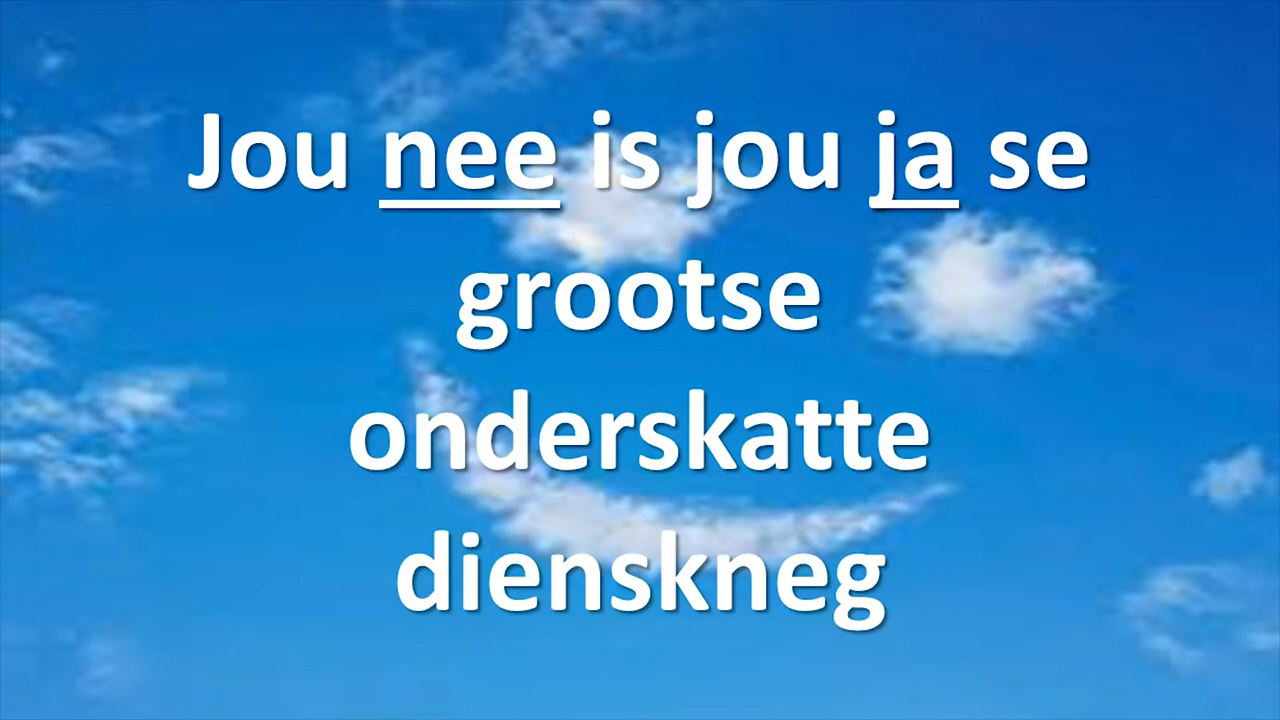 Jou nee is jou ja se
grootse
onderskatte
dienskneg